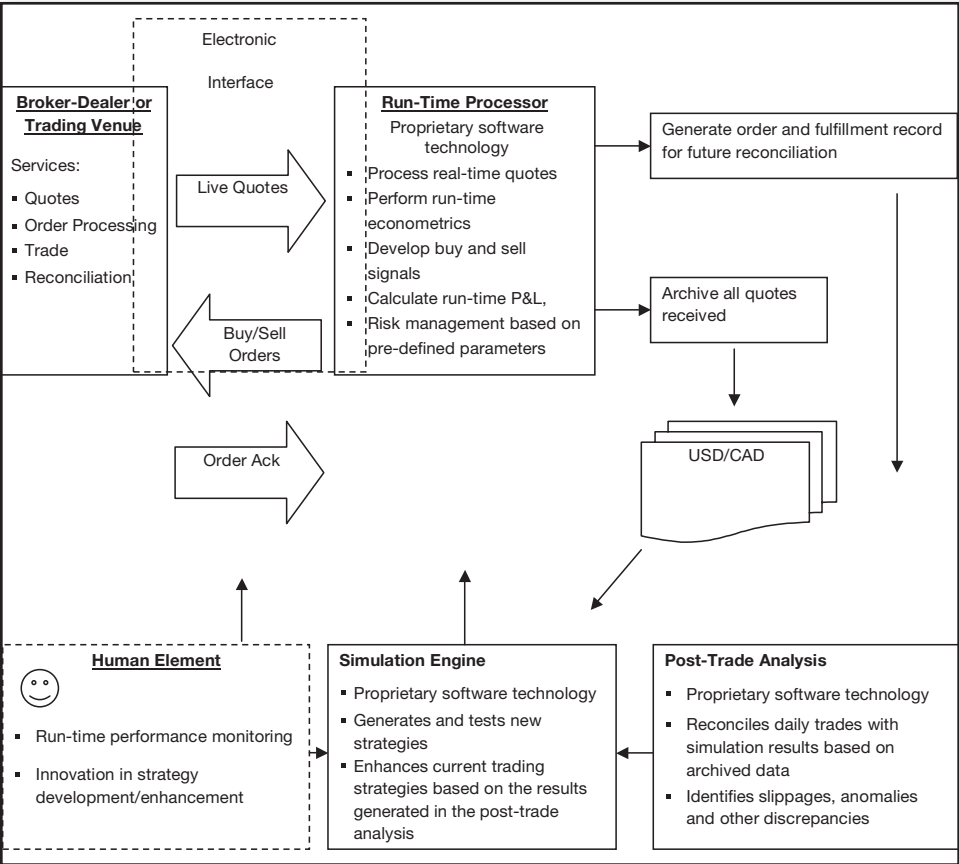 Electronic
Interface
Broker-Dealer or
Trading Venue
Services:
▪ Quotes
▪ Order Processing
▪ Trade
▪ Reconciliation
Live Quotes
Buy/Sell
Orders
Order Ack
Run-Time Processor
Proprietary software
technology
▪ Process real-time quotes
▪ Perform run-time
econometrics
▪ Develop buy and sell
signals
▪ Calculate run-time P&L,
▪ Risk management based on
pre-defined parameters
Generate order and fulfillment record
for future reconciliation
Archive all quotes
received
USD/CAD
Human Element
▪ Run-time performance monitoring
▪ Innovation in strategy
development/enhancement
Simulation Engine
▪ Proprietary software technology
▪ Generates and tests new
strategies
▪ Enhances current trading
strategies based on the results
generated in the post-trade
analysis
Post-Trade Analysis
▪ Proprietary software technology
▪ Reconciles daily trades with
simulation results based on
archived data
▪ Identifies slippages, anomalies
and other discrepancies